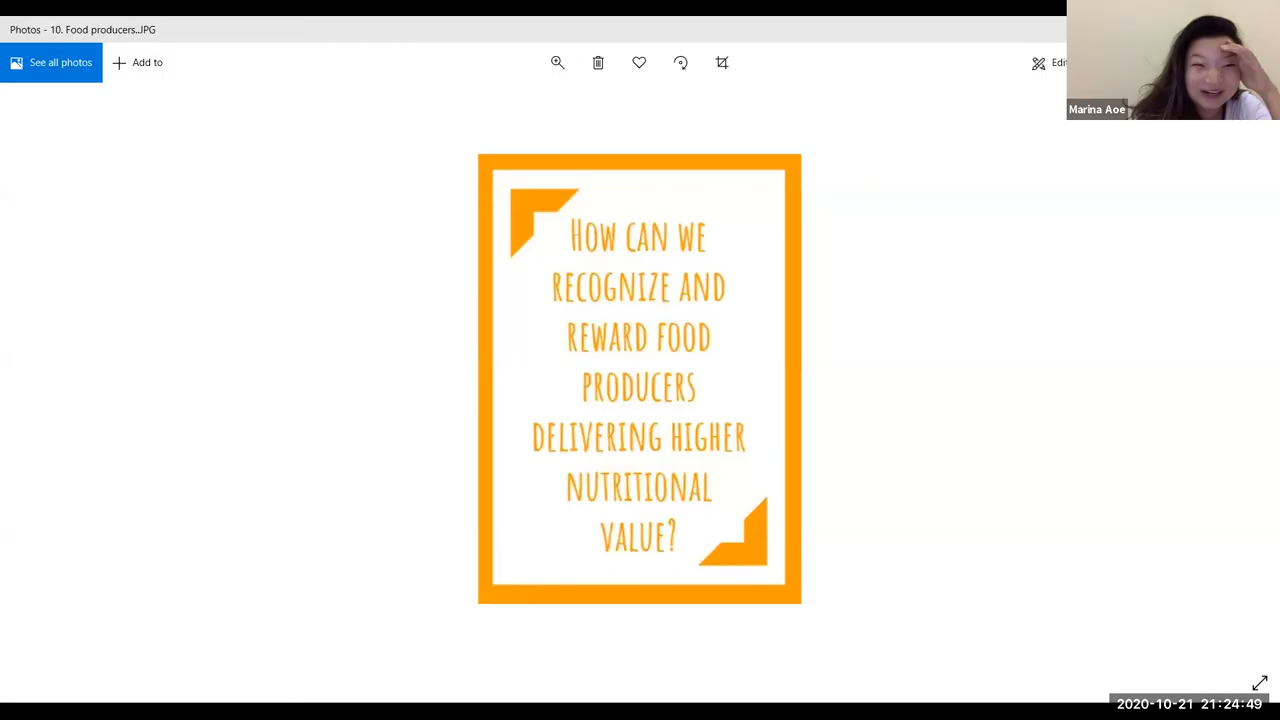 Photos - 10. Food producers..JPG
See all photos
Add to
Edit
Marina Aoe
HOW CAN WE
RECOGNIZE AND
REWARD FOOD
PRODUCERS
DELIVERING HIGHER
NUTRITIONAL
VALUE?
2020-10-21 21:24:49